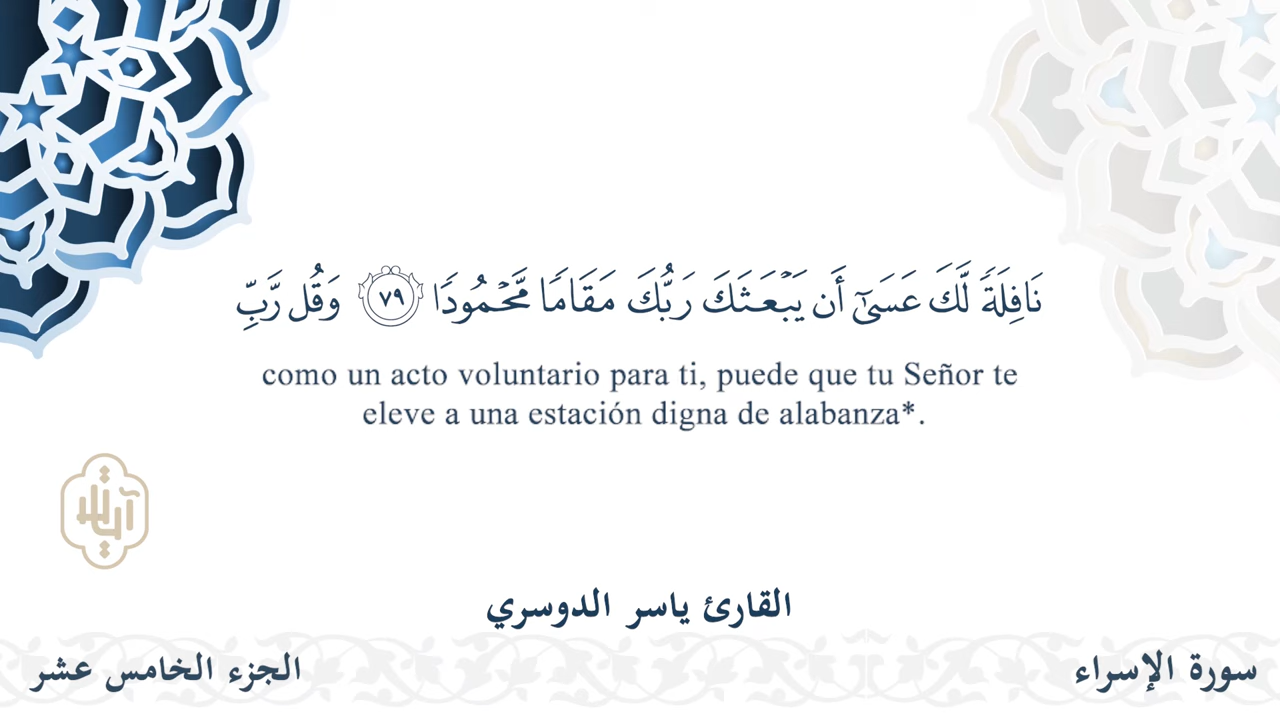 نَافِلَةٗ لَّكَ عَسَىٰٓ أَن يَبۡعَثَكَ رَبُّكَ مَقَامٗا مَّحۡمُودٗا ٧٩ وَقُل رَّبِّ
como un acto voluntario para ti, puede que tu Señor te
eleve a una estación digna de alabanza*.
القارئ ياسر الدوسري
سورة الإسراء
الجزء الخامس عشر